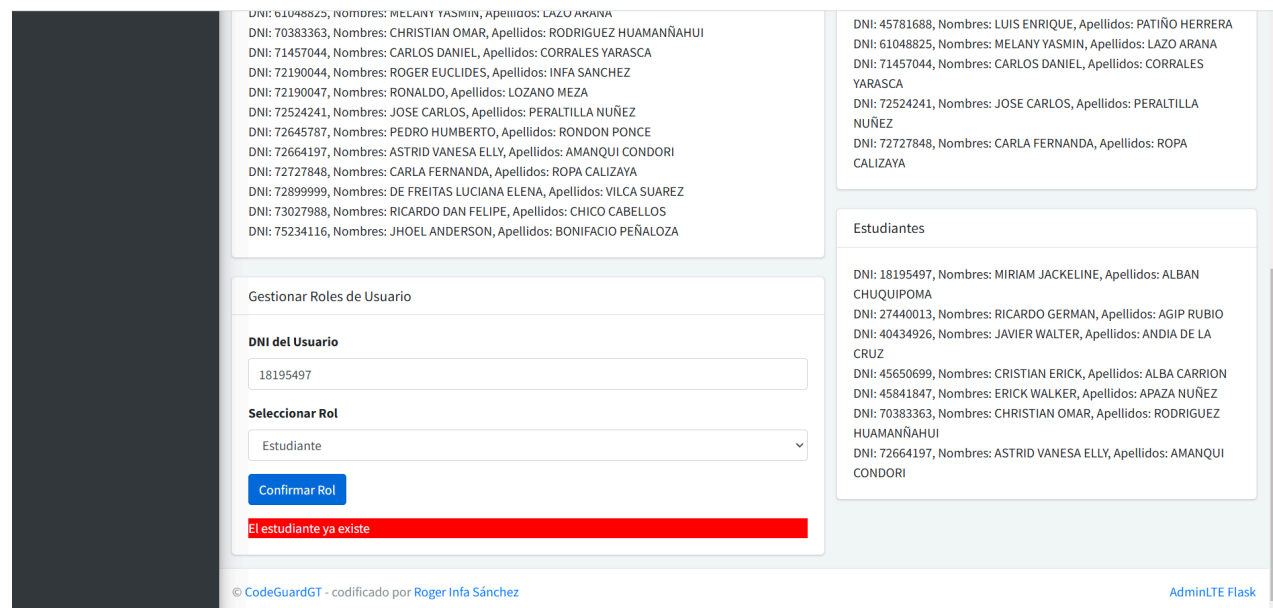 DNI: 61048825, Nombres: MELANY YASMIN, Apellidos: LAZO ARANA
DNI: 70383363, Nombres: CHRISTIAN OMAR, Apellidos: RODRIGUEZ HUAMANÑAHUI
DNI: 71457044, Nombres: CARLOS DANIEL, Apellidos: CORRALES YARASCA
DNI: 72190044, Nombres: ROGER EUCLIDES, Apellidos: INFA SANCHEZ
DNI: 72190047, Nombres: RONALDO, Apellidos: LOZANO MEZA
DNI: 72524241, Nombres: JOSE CARLOS, Apellidos: PERALTILLA NUÑEZ
DNI: 72645787, Nombres: PEDRO HUMBERTO, Apellidos: RONDON PONCE
DNI: 72664197, Nombres: ASTRID VANESA ELLY, Apellidos: AMANQUI CONDORI
DNI: 72727848, Nombres: CARLA FERNANDA, Apellidos: ROPA CALIZAYA
DNI: 72899999, Nombres: DE FREITAS LUCIANA ELENA, Apellidos: VILCA SUAREZ
DNI: 73027988, Nombres: RICARDO DAN FELIPE, Apellidos: CHICO CABELLOS
DNI: 75234116, Nombres: JHOEL ANDERSON, Apellidos: BONIFACIO PEÑALOZA
Gestionar Roles de Usuario
DNI del Usuario
18195497
Seleccionar Rol
Estudiante
Confirmar Rol
El estudiante ya existe
DNI: 45781688, Nombres: LUIS ENRIQUE, Apellidos: PATIÑO HERRERA
DNI: 61048825, Nombres: MELANY YASMIN, Apellidos: LAZO ARANA
DNI: 71457044, Nombres: CARLOS DANIEL, Apellidos: CORRALES
YARASCA
DNI: 72524241, Nombres: JOSE CARLOS, Apellidos: PERALTILLA
NUÑEZ
DNI: 72727848, Nombres: CARLA FERNANDA, Apellidos: ROPA
CALIZAYA
Estudiantes
DNI: 18195497, Nombres: MIRIAM JACKELINE, Apellidos: ALBAN
CHUQUIPOMA
DNI: 27440013, Nombres: RICARDO GERMAN, Apellidos: AGIP RUBIO
DNI: 40434926, Nombres: JAVIER WALTER, Apellidos: ANDIA DE LA
CRUZ
DNI: 45650699, Nombres: CRISTIAN ERICK, Apellidos: ALBA CARRION
DNI: 45841847, Nombres: ERICK WALKER, Apellidos: APAZA NUÑEZ
DNI: 70383363, Nombres: CHRISTIAN OMAR, Apellidos: RODRIGUEZ
HUAMANÑAHUI
DNI: 72664197, Nombres: ASTRID VANESA ELLY, Apellidos: AMANQUI
CONDORI
© CodeGuardGT - codificado por Roger Infa Sánchez
AdminLTE Flask